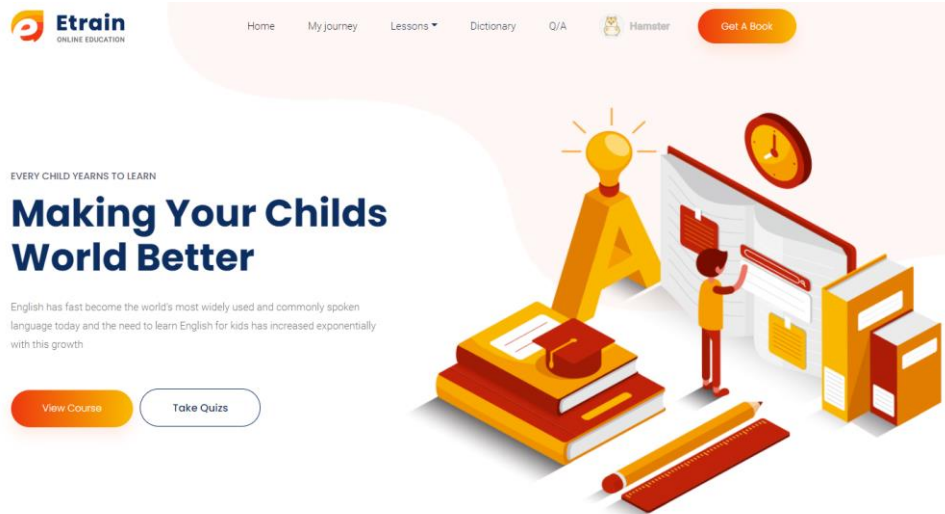 Etrain
ONLINE EDUCATION
Home My journey Lessons Dictionary Q/A Hamster Get A Book
EVERY CHILD YEARNS TO LEARN
Making Your Childs
World Better
English has fast become the world's most widely used and commonly spoken
language today and the need to learn English for kids has increased exponentially
with this growth
View Course Take Quizs
A